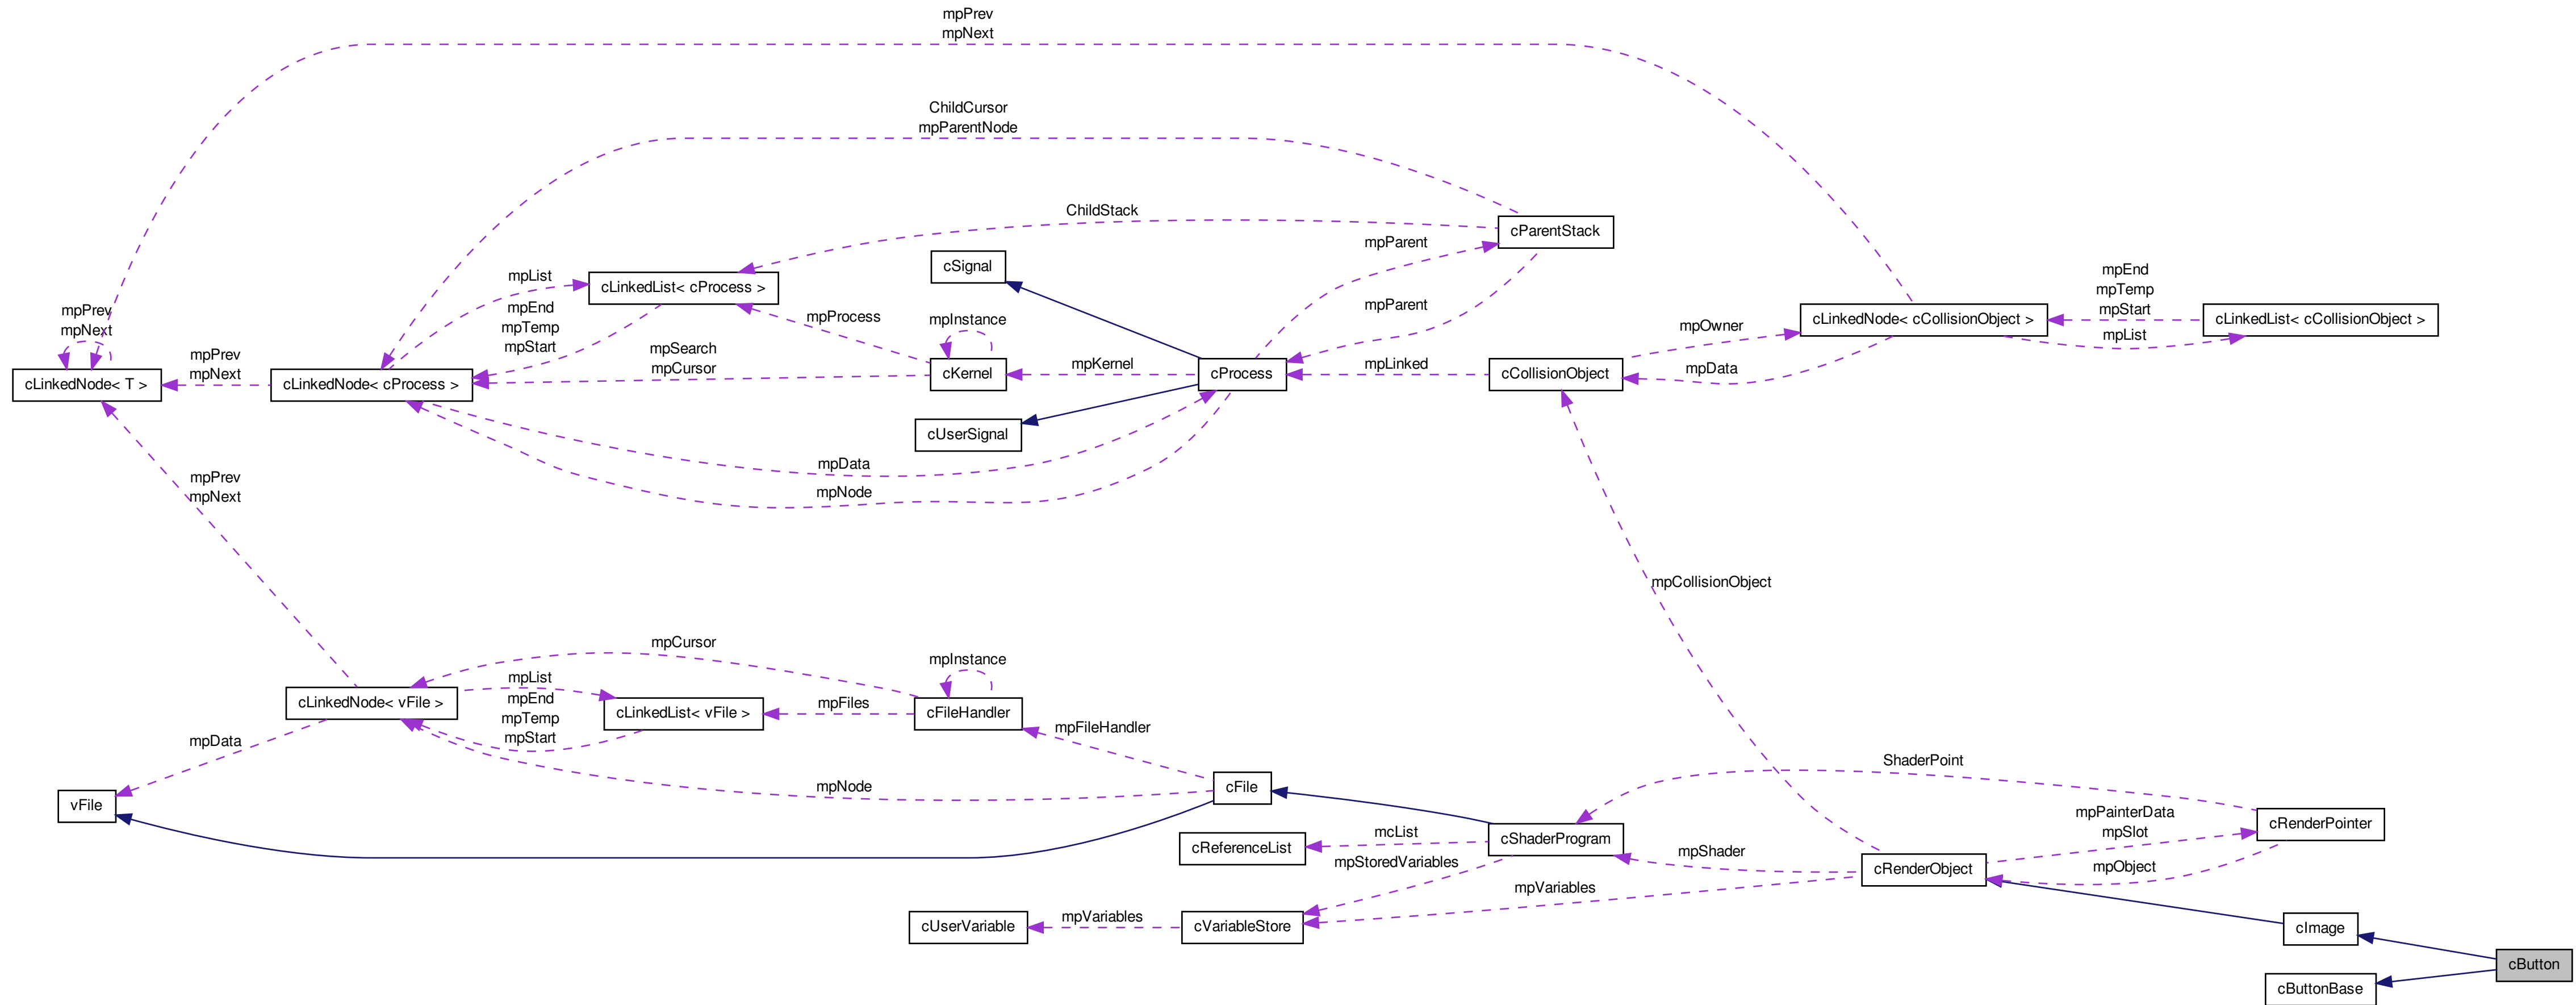 mpPrev
mpNext
ChildCursor
mpParentNode
ChildStack
cParentStack
mpParent
cSignal
mpList
cLinkedList< cProcess >
mpEnd
mpTemp
mpStart
mpPrev
mpNext
mpProcess
mpInstance
mpParent
mpOwner
cLinkedNode< cCollisionObject >
mpEnd
mpTemp
mpStart
mpList
cLinkedList< cCollisionObject >
mpPrev
mpNext
cLinkedNode< T >
cLinkedNode< cProcess >
mpSearch
mpCursor
cKernel
mpKernel
cProcess
mpLinked
cCollisionObject
mpData
cUserSignal
mpData
mpNode
mpPrev
mpNext
mpCollisionObject
mpCursor
mpInstance
cLinkedNode< vFile >
mpList
mpEnd
mpTemp
mpStart
cLinkedList< vFile >
mpFiles
cFileHandler
mpFileHandler
mpData
vFile
mpNode
cFile
ShaderPoint
cReferenceList
mcList
cShaderProgram
mpStoredVariables
mpShader
mpPainterData
mpSlot
cRenderPointer
mpObject
cRenderObject
mpVariables
cUserVariable
mpVariables
cVariableStore
cImage
cButton
cButtonBase